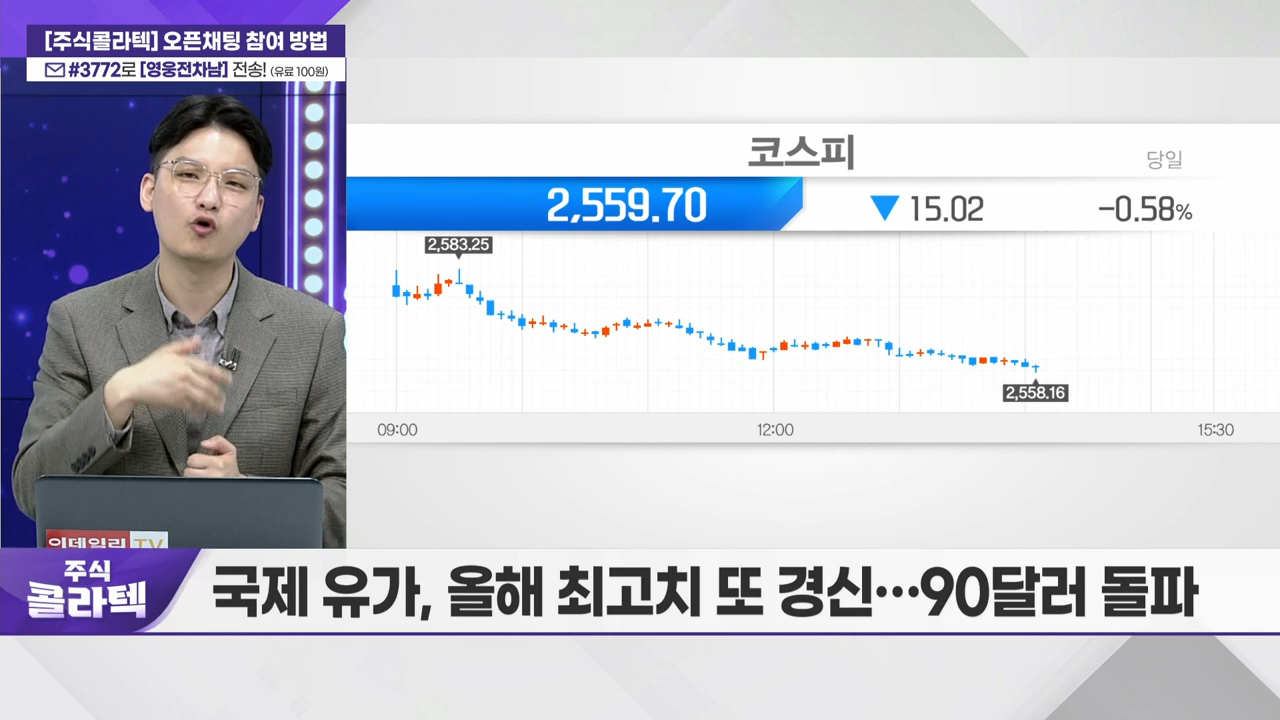 [주식콜라텍] 오픈채팅 참여 방법
#3772로 [영웅전차남] 전송! (유료 100원)
코스피
당일
2,559.70 ▼ 15.02 -0.58%
2,583.25
2,558.16
09:00 12:00 15:30
이데일리 TV
주식
콜라텍
국제 유가, 올해 최고치 또 경신…90달러 돌파